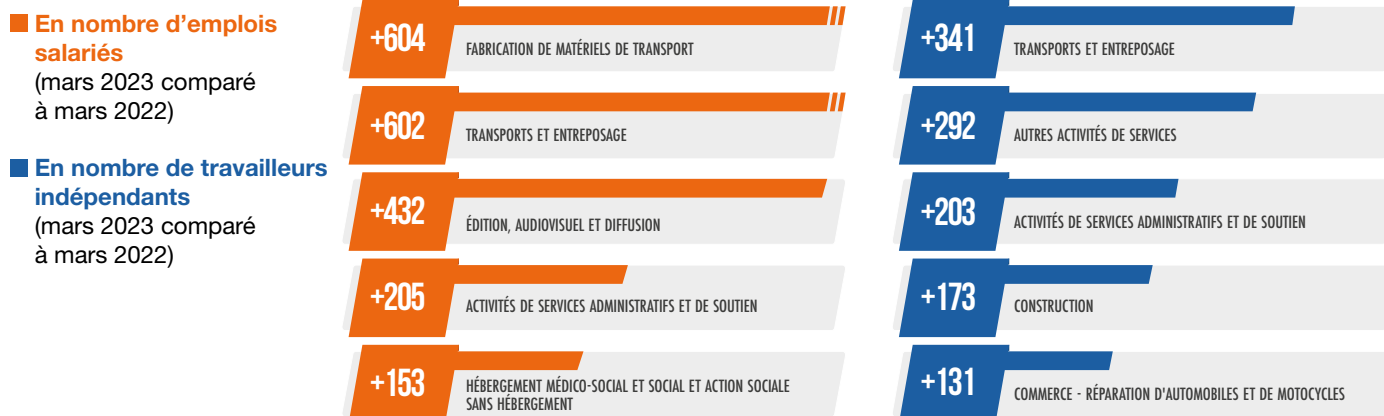 En nombre d'emplois
salariés
(mars 2023 comparé
à mars 2022)
En nombre de travailleurs
indépendants
(mars 2023 comparé
à mars 2022)
+604
FABRICATION DE MATÉRIELS DE TRANSPORT
+602
TRANSPORTS ET ENTREPOSAGE
+432
ÉDITION, AUDIOVISUEL ET DIFFUSION
+205
ACTIVITÉS DE SERVICES ADMINISTRATIFS ET DE SOUTIEN
+153
HÉBERGEMENT MÉDICO-SOCIAL ET SOCIAL ET ACTION SOCIALE
SANS HÉBERGEMENT
+341
TRANSPORTS ET ENTREPOSAGE
+292
AUTRES ACTIVITÉS DE SERVICES
+203
ACTIVITÉS DE SERVICES ADMINISTRATIFS ET DE SOUTIEN
+173
CONSTRUCTION
+131
COMMERCE - RÉPARATION D'AUTOMOBILES ET DE MOTOCYCLES